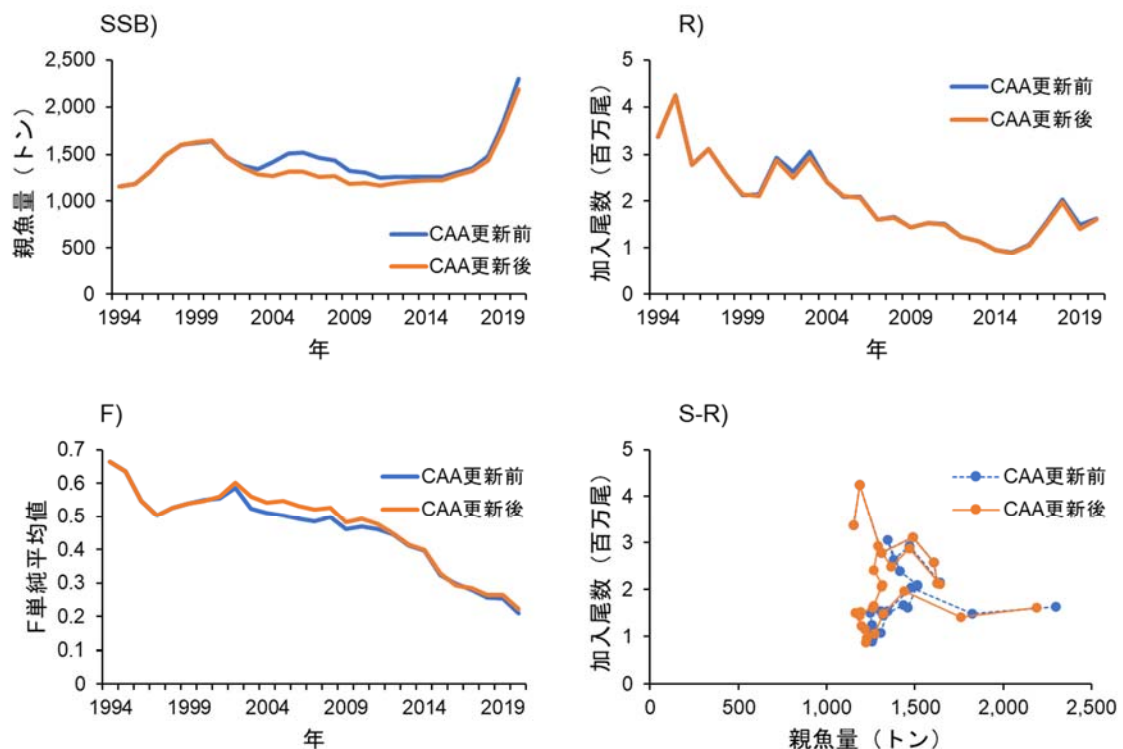 SSB)
2,500
2,000
1,500
1,000
500
0
親魚量（トン）
CAA更新前
CAA更新後
1994 1999 2004 2009 2014 2019
年
R)
5
4
3
2
1
0
加入尾数（百万尾）
CAA更新前
CAA更新後
1994 1999 2004 2009 2014 2019
年
F)
0.7
0.6
0.5
0.4
0.3
0.2
0.1
0
F単純平均値
CAA更新前
CAA更新後
1994 1999 2004 2009 2014 2019
年
S-R)
5
4
3
2
1
0
加入尾数（百万尾）
CAA更新前
CAA更新後
0 500 1,000 1,500 2,000 2,500
親魚量（トン）